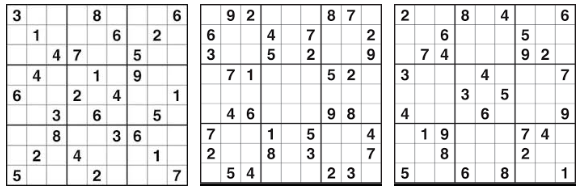 3 8 6
1 6 2
4 7 5
4 1 9
6 2 4 1
3 6 5
8 3 6
2 4 1
5 2 7
9 2 8 7
6 4 7 2
3 5 2 9
7 1 5 2
4 6 9 8
7 1 5 4
2 8 3 7
5 4 2 3
2 8 4 6
6 5
7 4 9 2
3 4 7
3 5
4 6 9
1 9 7 4
8 2
5 6 8 1